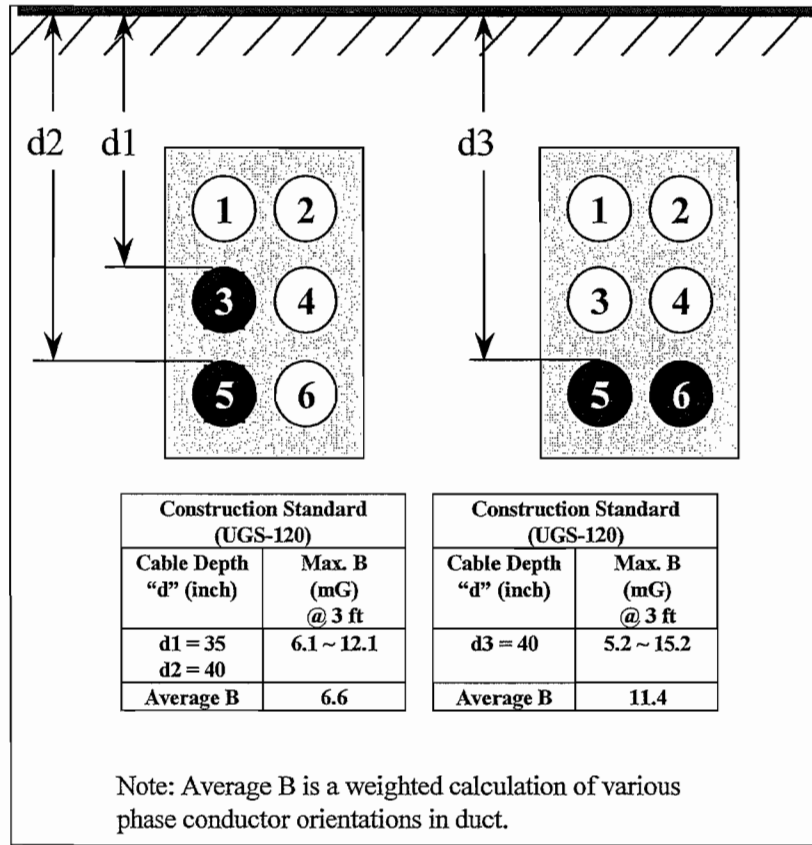 d2
d1
d3
1 2
3 4
5 6
1 2
3 4
5 6
Construction Standard
(UGS-120)
Cable Depth
“d” (inch)
Max. B
(mG)
@ 3 ft
d1 = 35
d2 = 40
6.1 ~ 12.1
Average B 6.6
Construction Standard
(UGS-120)
Cable Depth
“d” (inch)
Max. B
(mG)
@ 3 ft
d3 = 40
5.2 ~ 15.2
Average B 11.4
Note: Average B is a weighted calculation of various
phase conductor orientations in duct.